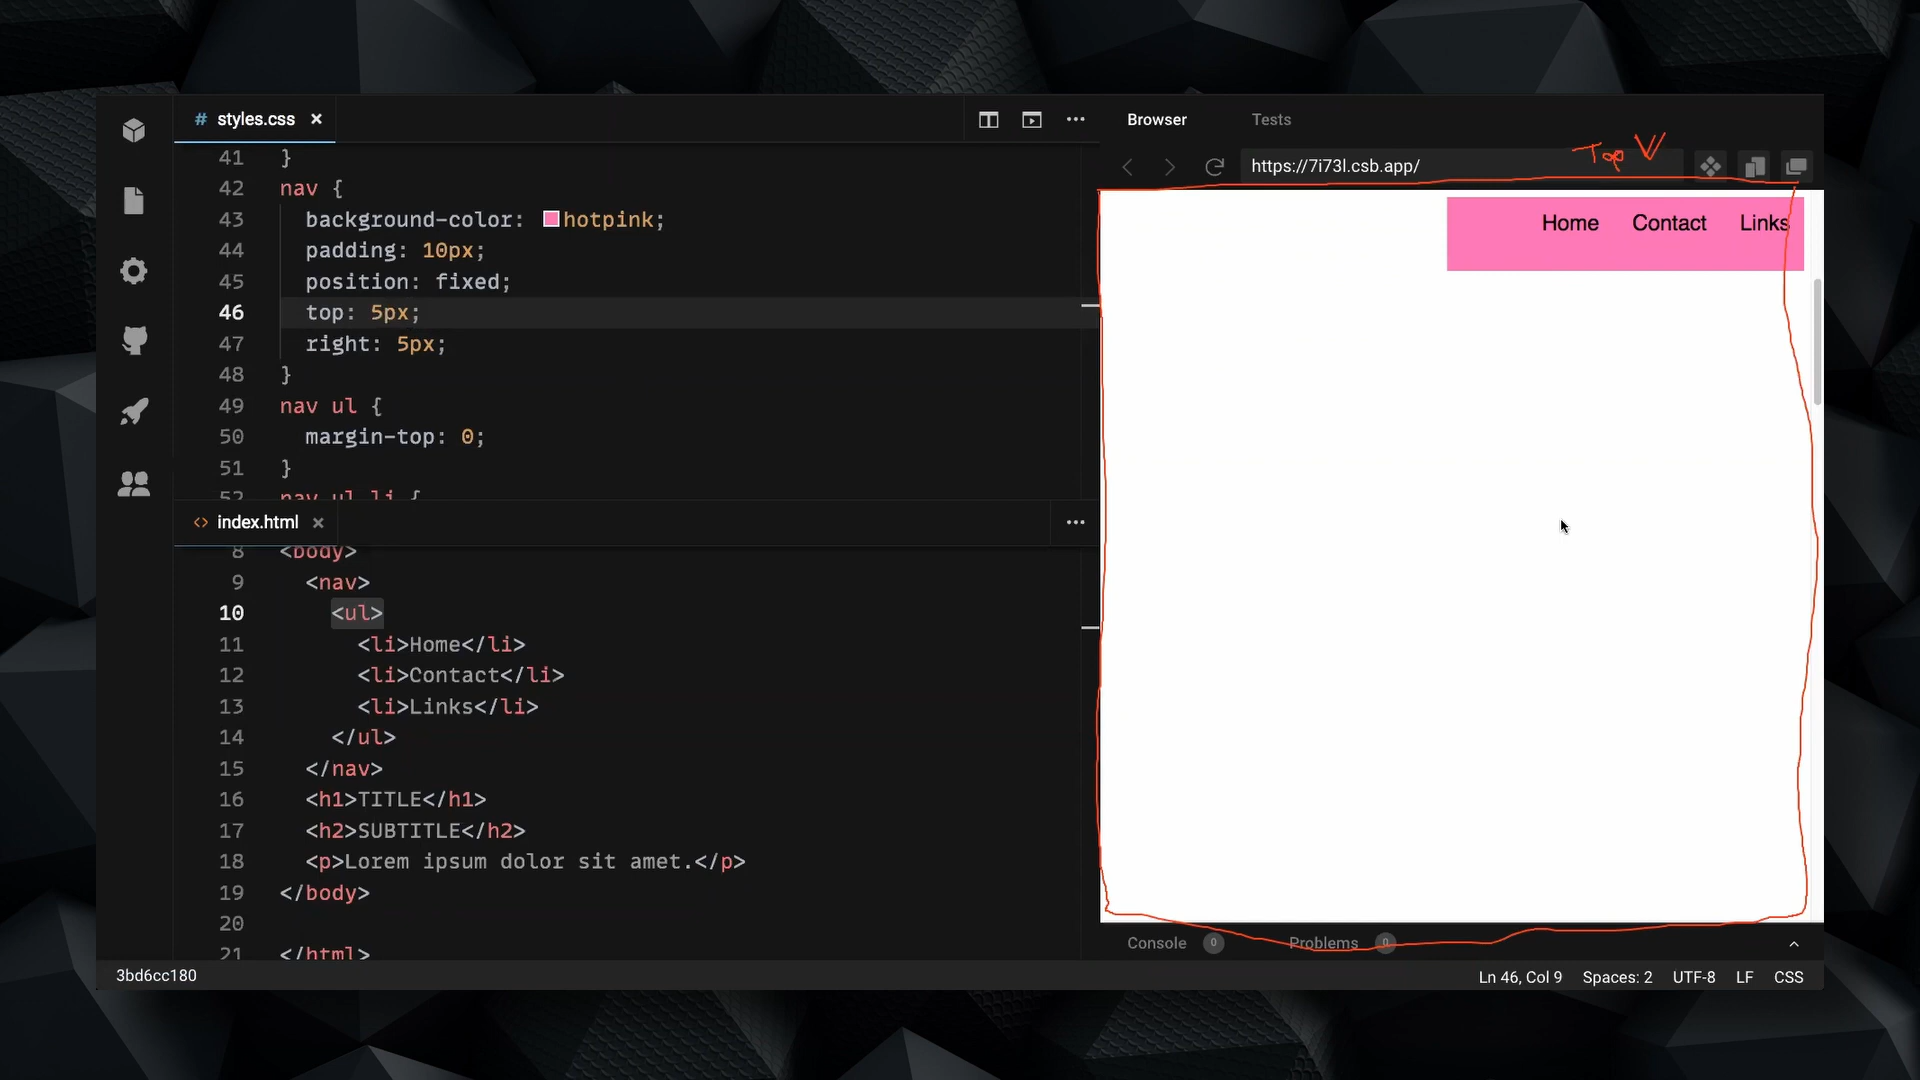 # styles.css ×
41 }
42 nav {
43 background-color: hotpink;
44 padding: 10px;
45 position: fixed;
46 top: 5px;
47 right: 5px;
48 }
49 nav ul {
50 margin-top: 0;
51 }
52 nav ul li {
<> index.html ×
8 <body>
9 <nav>
10 <ul>
11 <li>Home</li>
12 <li>Contact</li>
13 <li>Links</li>
14 </ul>
15 </nav>
16 <h1>TITLE</h1>
17 <h2>SUBTITLE</h2>
18 <p>Lorem ipsum dolor sit amet.</p>
19 </body>
20
21 </html>
Browser Tests
Top
https://7i73l.csb.app/
Home Contact Links
Console 0 Problems 0
3bd6cc180 Ln 46, Col 9 Spaces: 2 UTF-8 LF CSS